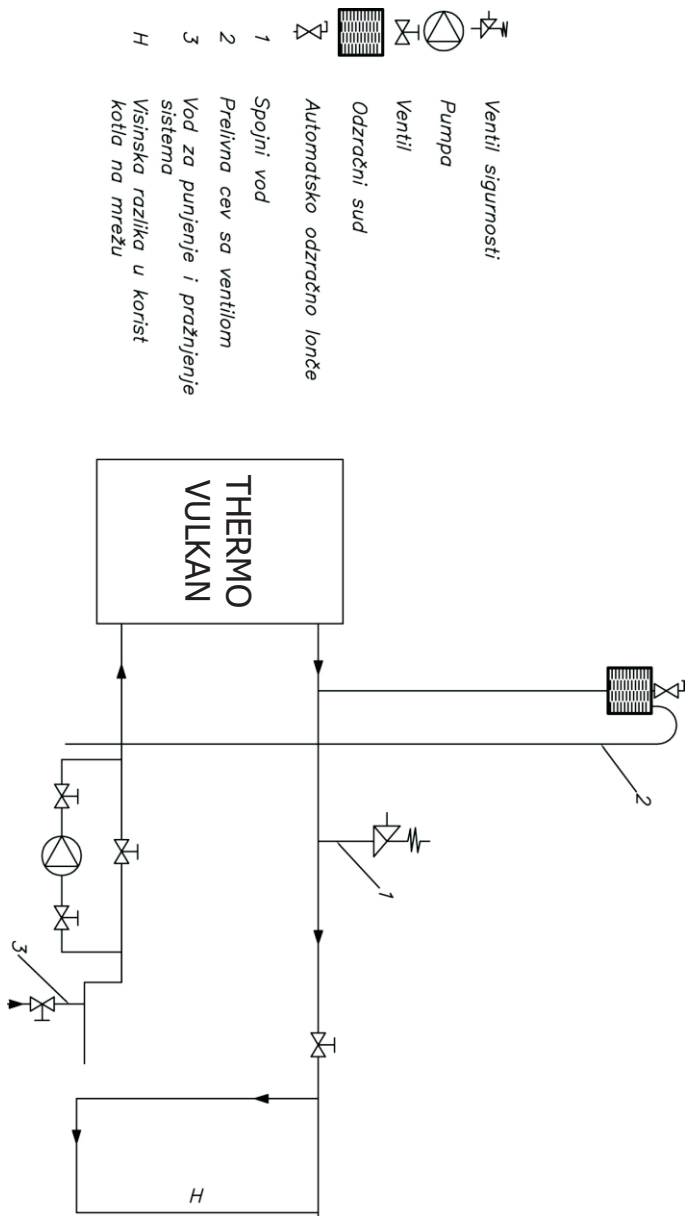 Ventil sigurnosti
Pumpa
Ventil
Odzračni sud
Automatsko odzračno lonče
1 Spojni vod
2 Prelivna cev sa ventilom
3 Vod za punjenje i pražnjenje
sistema
H Visinska razlika u korist
kotla na mrežu
THERMO
VULKAN
2
1
3
H